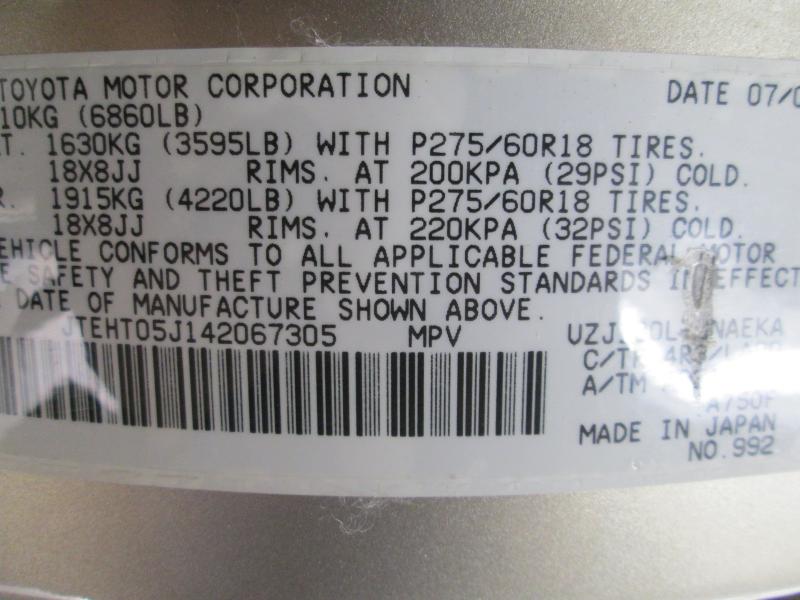 TOYOTA MOTOR CORPORATION DATE 07/0
10KG (6860LB)
T. 1630KG (3595LB) WITH P275/60R18 TIRES.
18X8JJ RIMS. AT 200KPA (29PSI) COLD.
R. 1915KG (4220LB) WITH P275/60R18 TIRES.
18X8JJ RIMS. AT 220KPA (32PSI) COLD.
EHICLE CONFORMS TO ALL APPLICABLE FEDERAL MOTOR
SAFETY AND THEFT PREVENTION STANDARDS IN EFFECT
DATE OF MANUFACTURE SHOWN ABOVE.
JTEHT05J142067305 MPV
C/TR
A/TM
A750F
MADE IN JAPAN
NO.992